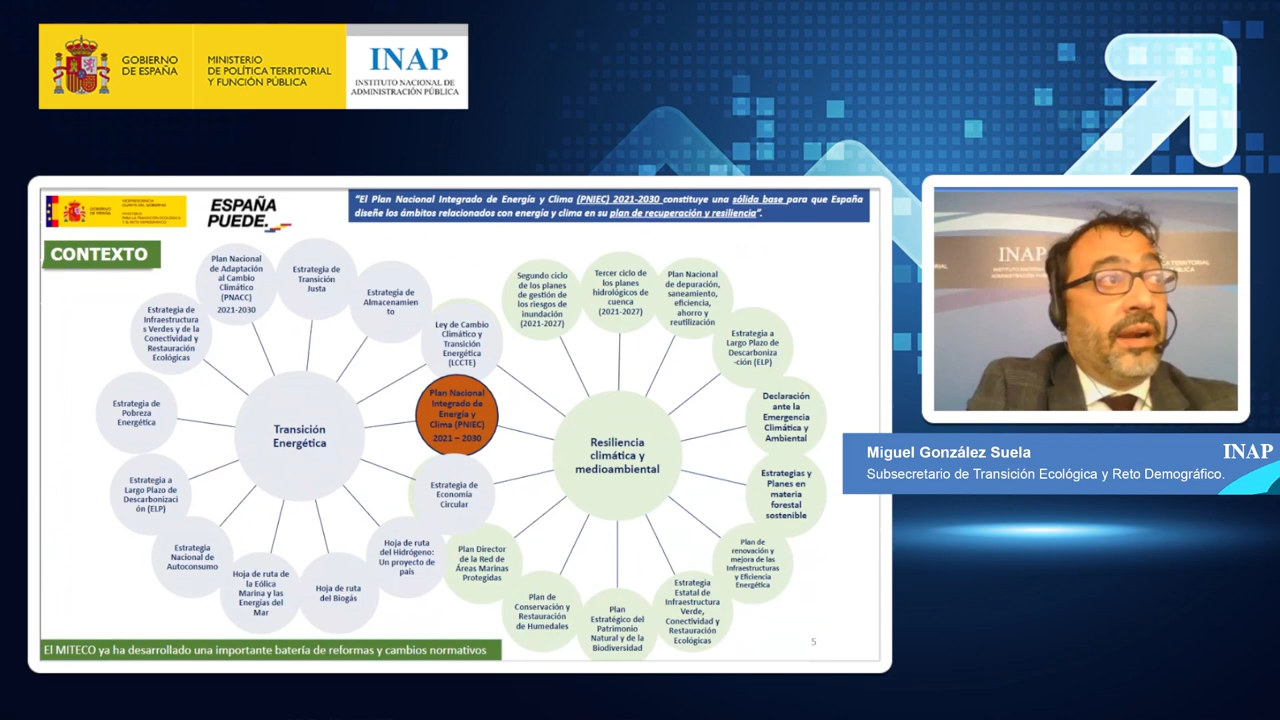 GOBIERNO
DE ESPAÑA
MINISTERIO
DE POLÍTICA TERRITORIAL
Y FUNCIÓN PÚBLICA
INAP
INSTITUTO NACIONAL DE
ADMINISTRACIÓN PÚBLICA
ESPAÑA
PUEDE.
"El Plan Nacional Integrado de Energía y Clima (PNIEC) 2021-2030 constituye una sólida base para que España
diseñe los ámbitos relacionados con energía y clima en su plan de recuperación y resiliencia".
CONTEXTO
Plan Nacional
de Adaptación
al Cambio
Climático
(PNACC)
2021-2030
Estrategia de
Transición
Justa
Estrategia de
Almacenamien
to
Ley de Cambio
Climático y
Transición
Energética
(LCCTE)
Plan Nacional
Integrado de
Energía y
Clima (PNIEC)
2021 – 2030
Estrategia de
Economía
Circular
Hoja de ruta
del Hidrógeno:
Un proyecto de
país
Hoja de ruta
del Biogás
Hoja de ruta de
la Eólica
Marina y las
Energías del
Mar
Estrategia
Nacional de
Autoconsumo
Estrategia a
Largo Plazo de
Descarbonizaci
ón (ELP)
Estrategia de
Pobreza
Energética
Estrategia de
Infraestructura
s Verdes y de la
Conectividad y
Restauración
Ecológicas
Transición
Energética
Segundo ciclo
de los planes
de gestión de
los riesgos de
inundación
(2021-2027)
Tercer ciclo de
los planes
hidrológicos de
cuenca
(2021-2027)
Plan Nacional
de depuración,
saneamiento,
eficiencia,
ahorro y
reutilización
Estrategia a
Largo Plazo de
Descarboniza
-ción (ELP)
Declaración
ante la
Emergencia
Climática y
Ambiental
Estrategias y
Planes en
materia
forestal
sostenible
Plan de
renovación y
mejora de las
Infraestructuras
y Eficiencia
Energética
Estrategia
Estatal de
Infraestructura
Verde,
Conectividad y
Restauración
Ecológicas
Plan
Estratégico del
Patrimonio
Natural y de la
Biodiversidad
Plan de
Conservación y
Restauración
de Humedales
Plan Director
de la Red de
Áreas Marinas
Protegidas
Resiliencia
climática y
medioambiental
El MITECO ya ha desarrollado una importante batería de reformas y cambios normativos
5
INAP
Miguel González Suela
Subsecretario de Transición Ecológica y Reto Demográfico.
INAP